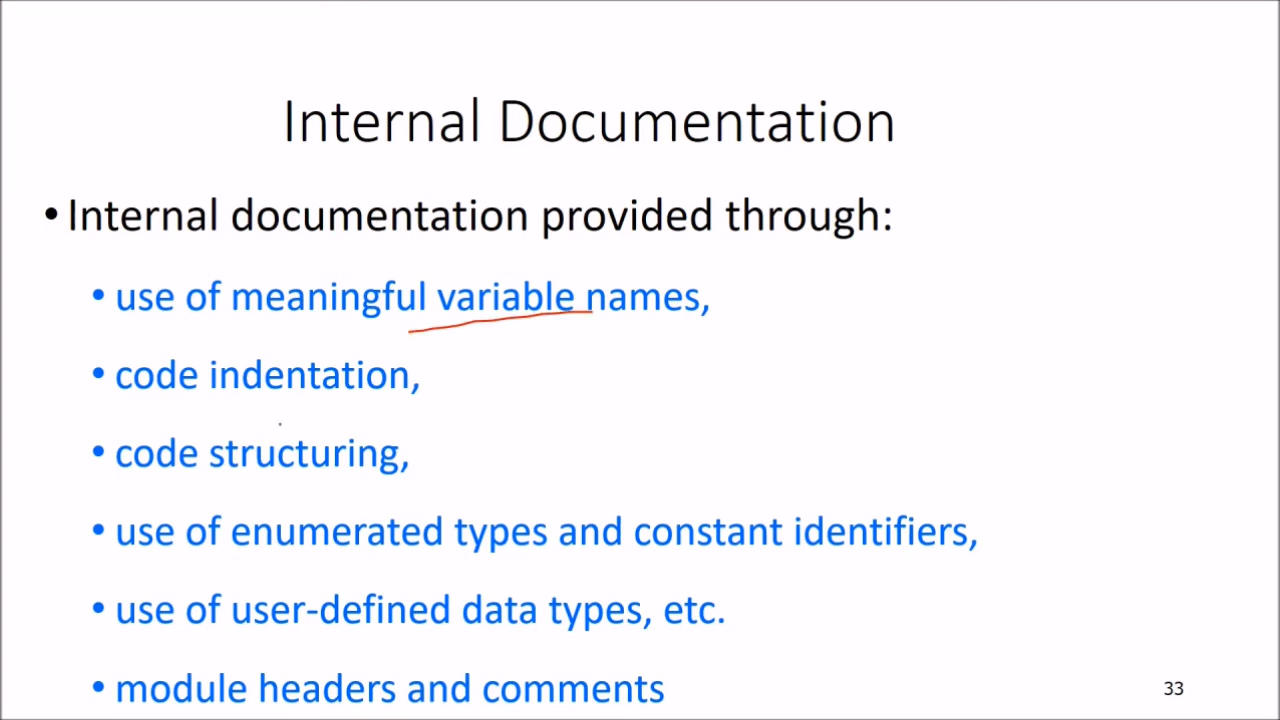 Internal Documentation
• Internal documentation provided through:
• use of meaningful variable names,
• code indentation,
• code structuring,
• use of enumerated types and constant identifiers,
• use of user-defined data types, etc.
• module headers and comments
33